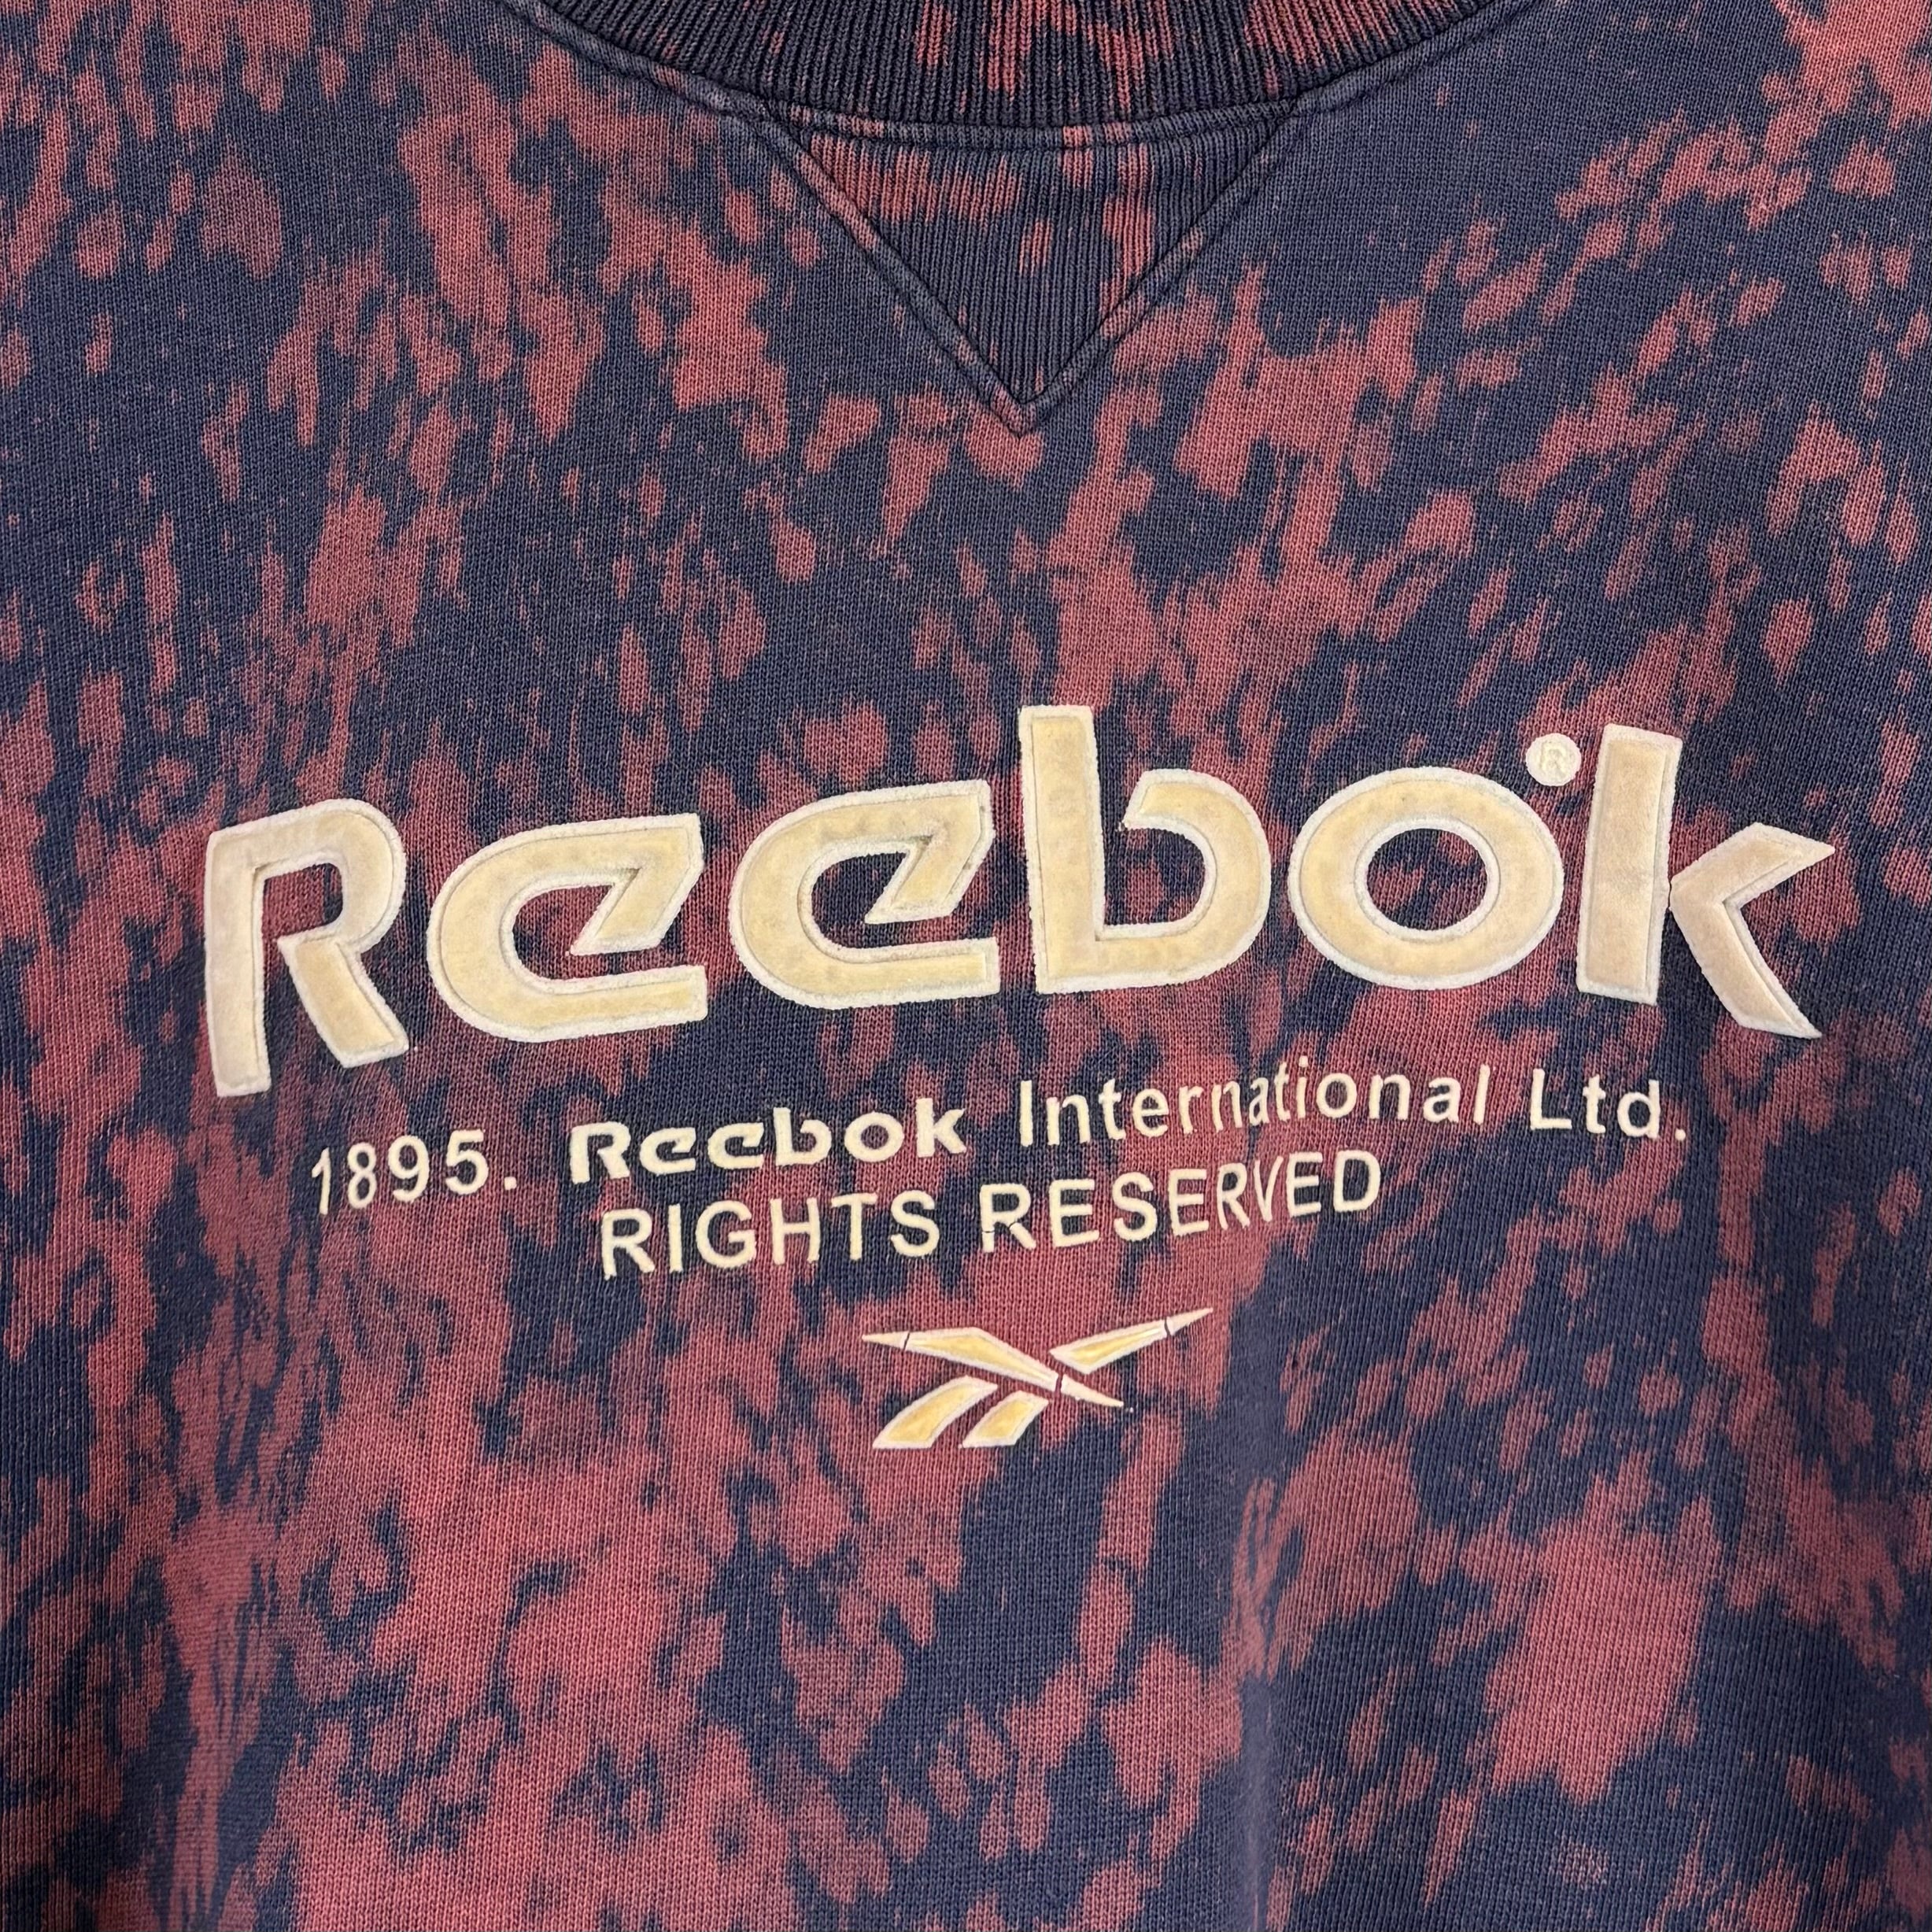 Reebok®
1895. Reebok International Ltd.
RIGHTS RESERVED